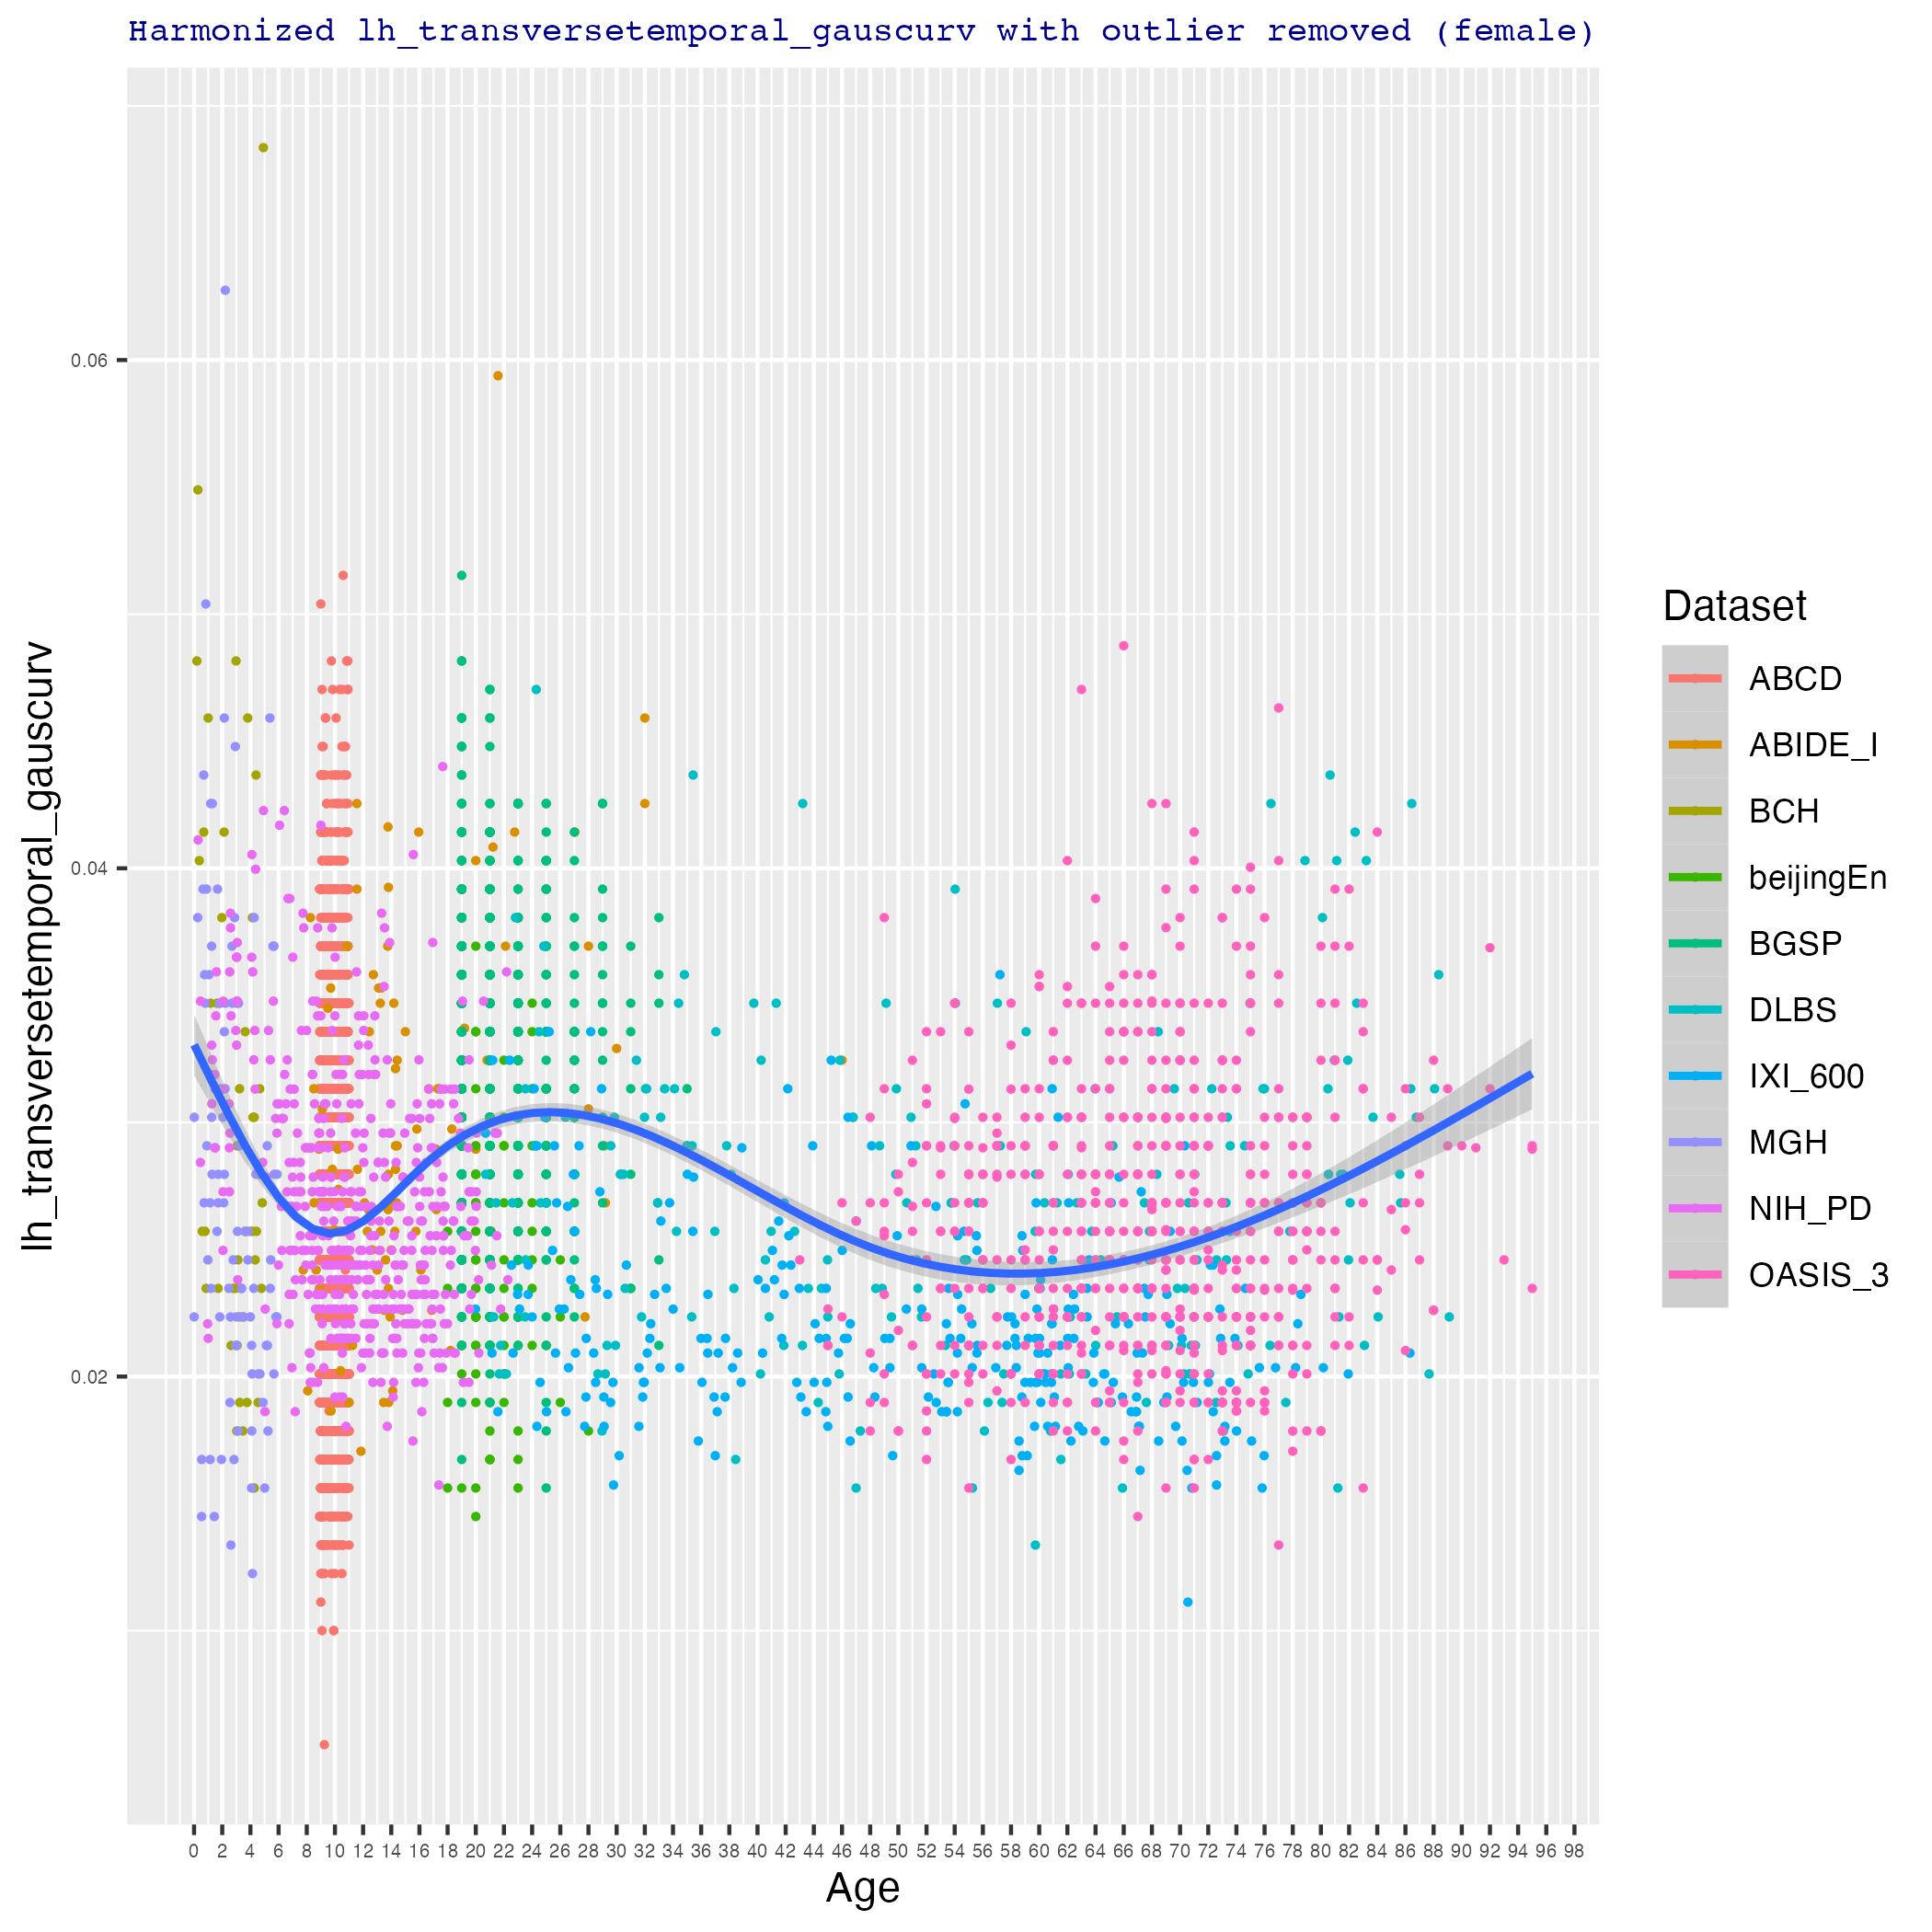 Harmonized lh_transversetemporal_gauscurv with outlier removed (female)
lh_transversetemporal_gauscurv
0.06
0.04
0.02
0 2 4 6 8 10 12 14 16 18 20 22 24 26 28 30 32 34 36 38 40 42 44 46 48 50 52 54 56 58 60 62 64 66 68 70 72 74 76 78 80 82 84 86 88 90 92 94 96 98
Age
Dataset
ABCD
ABIDE_I
BCH
beijingEn
BGSP
DLBS
IXI_600
MGH
NIH_PD
OASIS_3